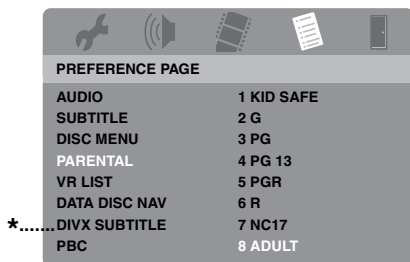 PREFERENCE PAGE
AUDIO 1 KID SAFE
SUBTITLE 2 G
DISC MENU 3 PG
PARENTAL 4 PG 13
VR LIST 5 PGR
DATA DISC NAV 6 R
*.......DIVX SUBTITLE 7 NC17
PBC 8 ADULT